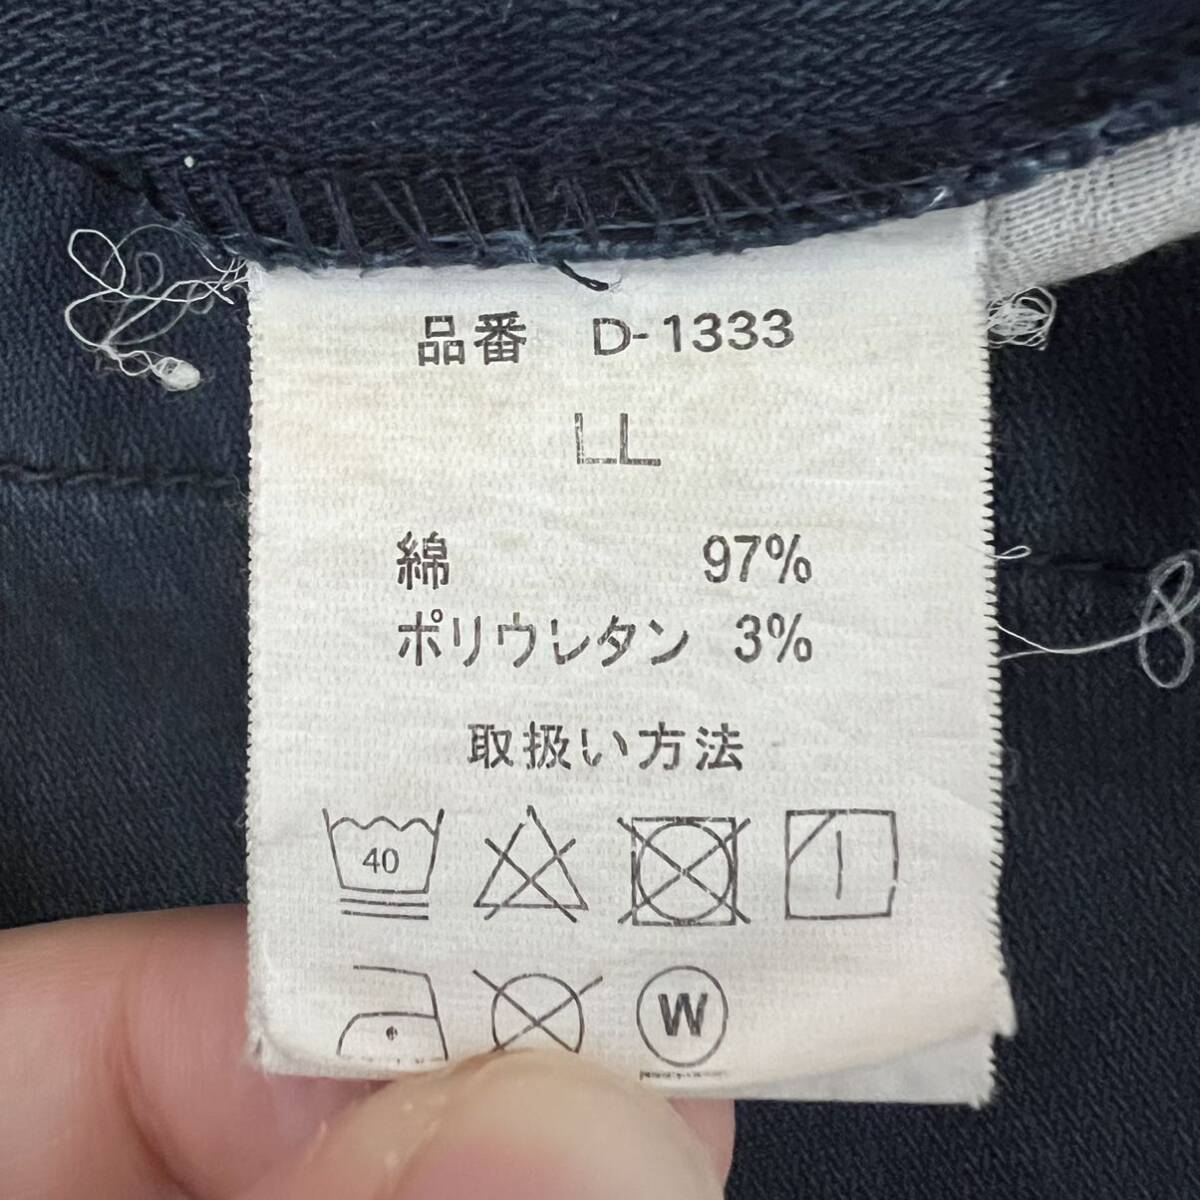 品番 D-1333
LL
綿 97%
ポリウレタン 3%
取扱い方法
40
W